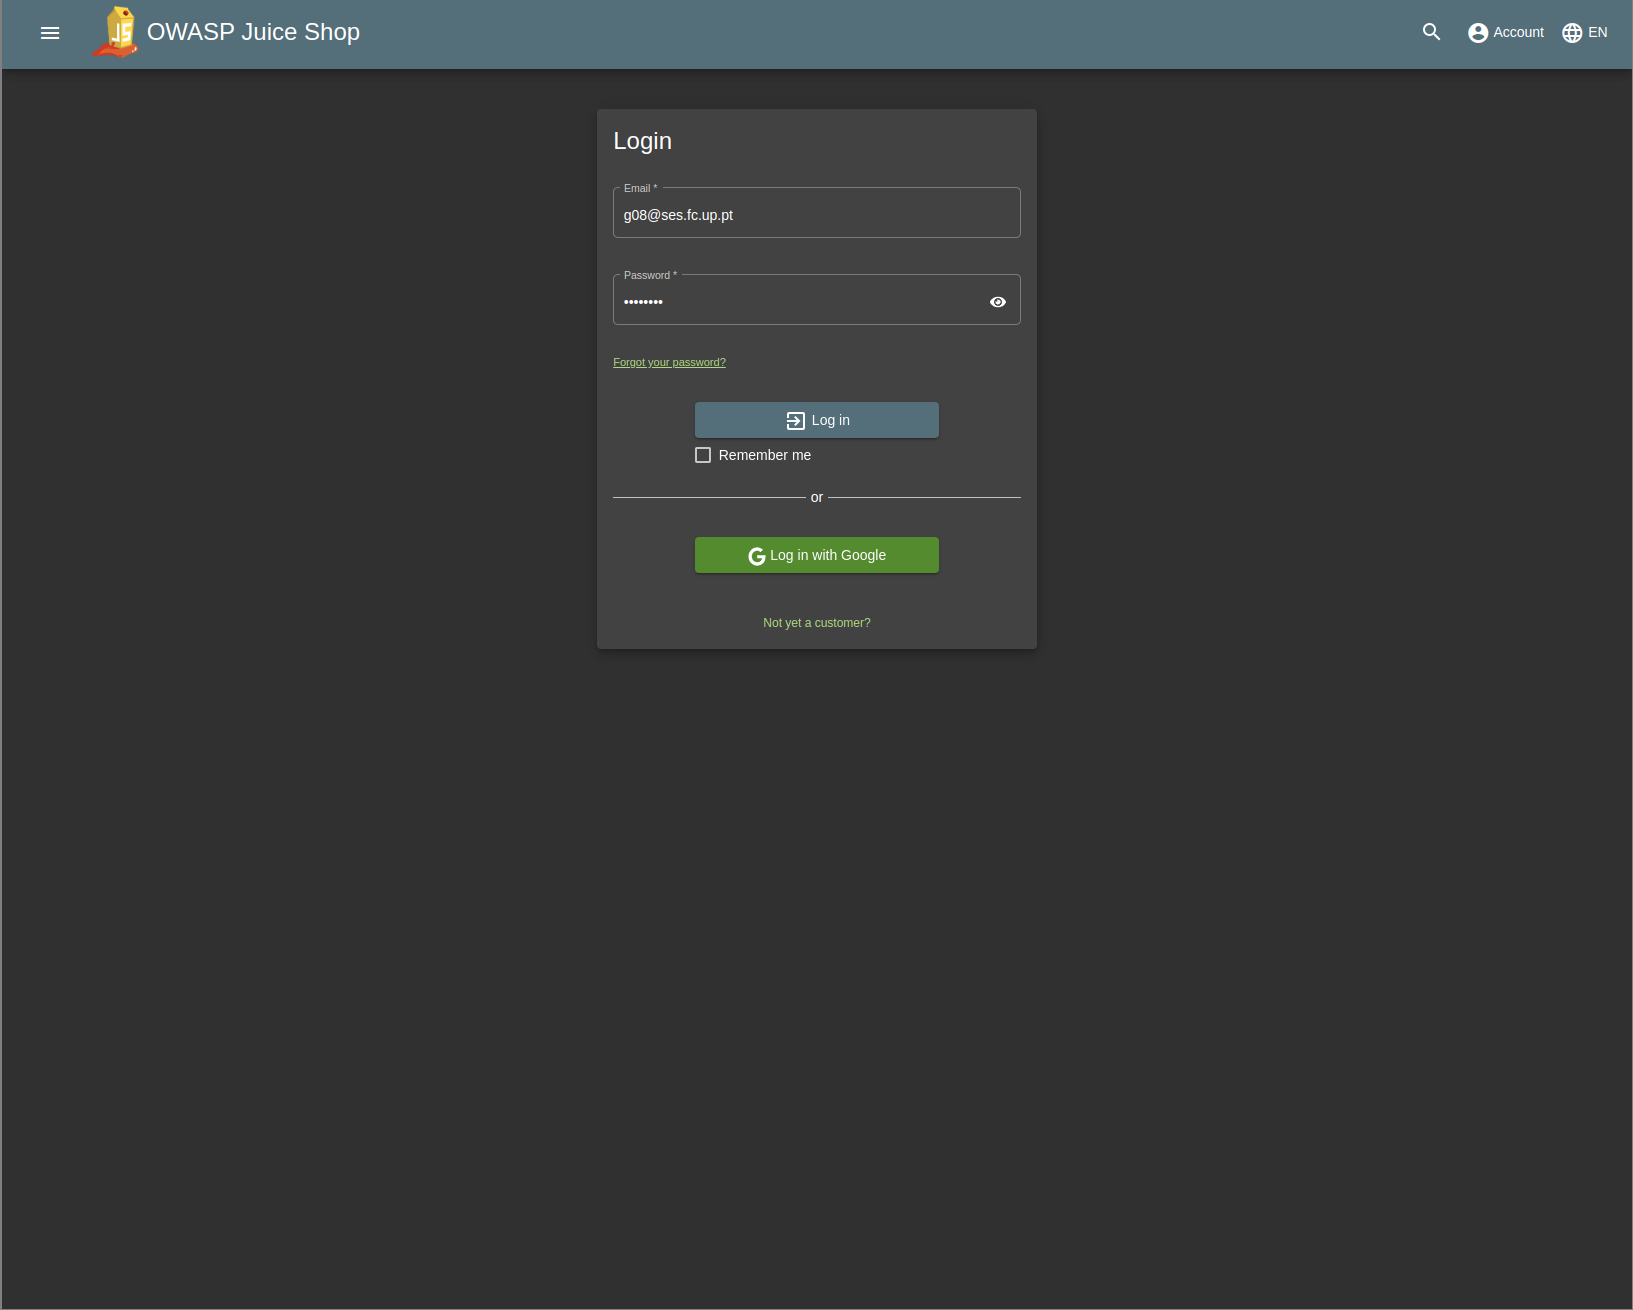 OWASP Juice Shop
Account
EN
Login
Email *
g08@ses.fc.up.pt
Password *
••••••••
Forgot your password?
Log in
Remember me
or
Log in with Google
Not yet a customer?